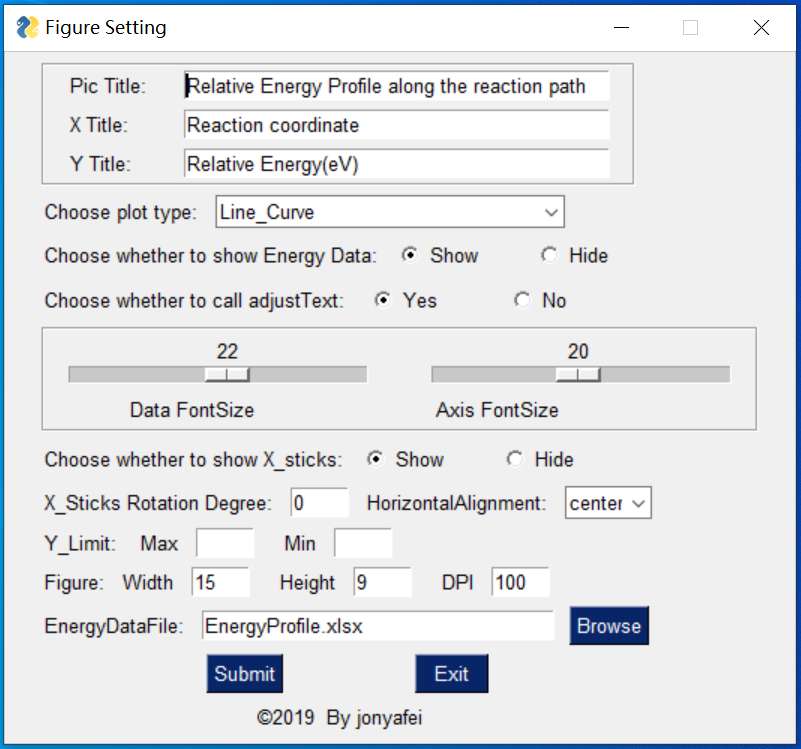 Figure Setting
Pic Title: Relative Energy Profile along the reaction path
X Title: Reaction coordinate
Y Title: Relative Energy(eV)
Choose plot type: Line_Curve
Choose whether to show Energy Data: Show Hide
Choose whether to call adjustText: Yes No
22 20
Data FontSize Axis FontSize
Choose whether to show X_sticks: Show Hide
X_Sticks Rotation Degree: 0 HorizontalAlignment: center
Y_Limit: Max Min
Figure: Width 15 Height 9 DPI 100
EnergyDataFile: EnergyProfile.xlsx Browse
Submit Exit
©2019 By jonyafei